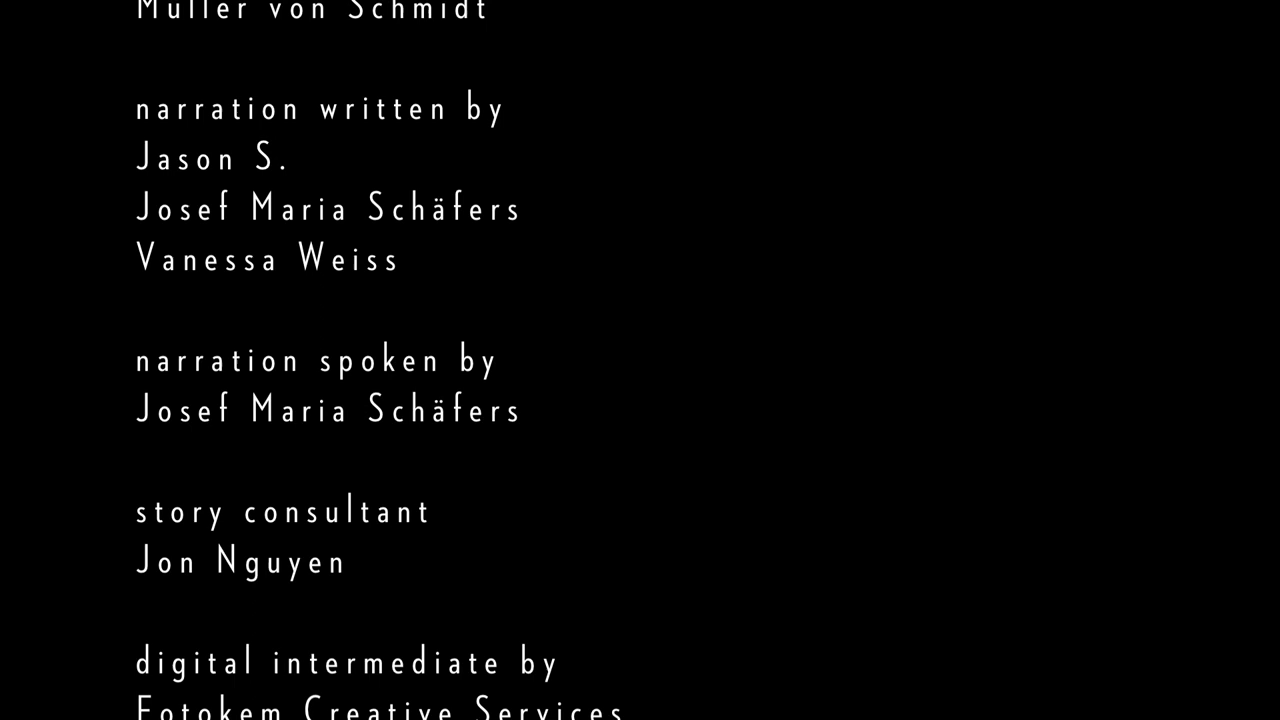 Müller von Schmidt
narration written by
Jason S.
Josef Maria Schäfers
Vanessa Weiss
narration spoken by
Josef Maria Schäfers
story consultant
Jon Nguyen
digital intermediate by
Fotokem Creative Services